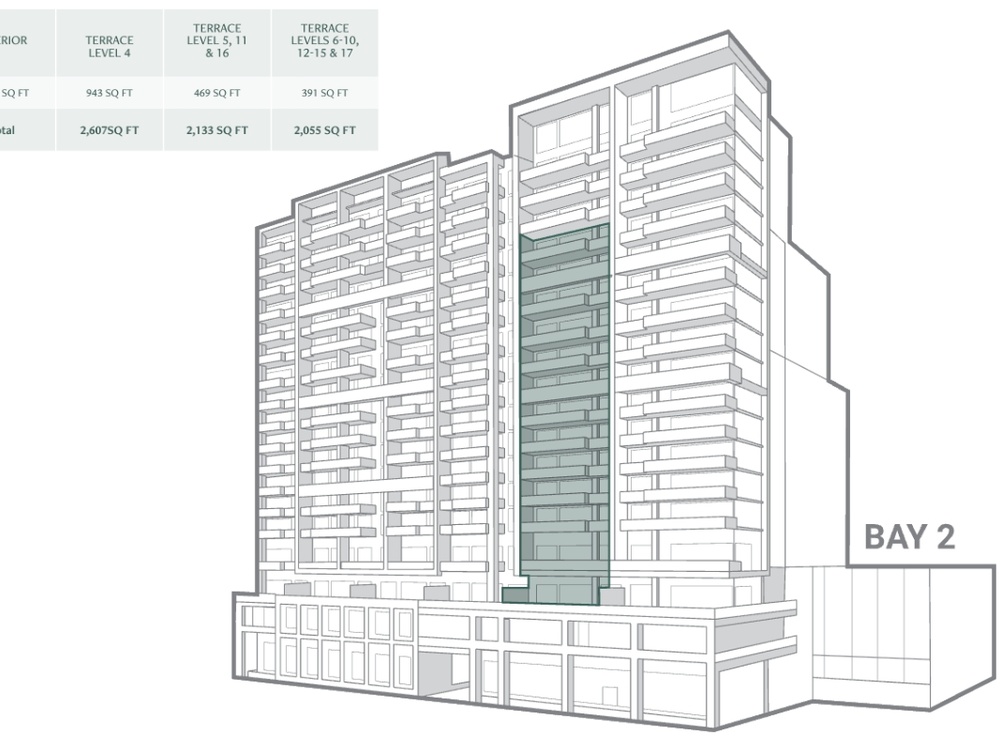 TERRACE LEVEL 4
TERRACE LEVEL 5, 11 & 16
TERRACE LEVELS 6-10, 12-15 & 17
SQ FT 943 SQ FT 469 SQ FT 391 SQ FT
2,607SQ FT 2,133 SQ FT 2,055 SQ FT
BAY 2